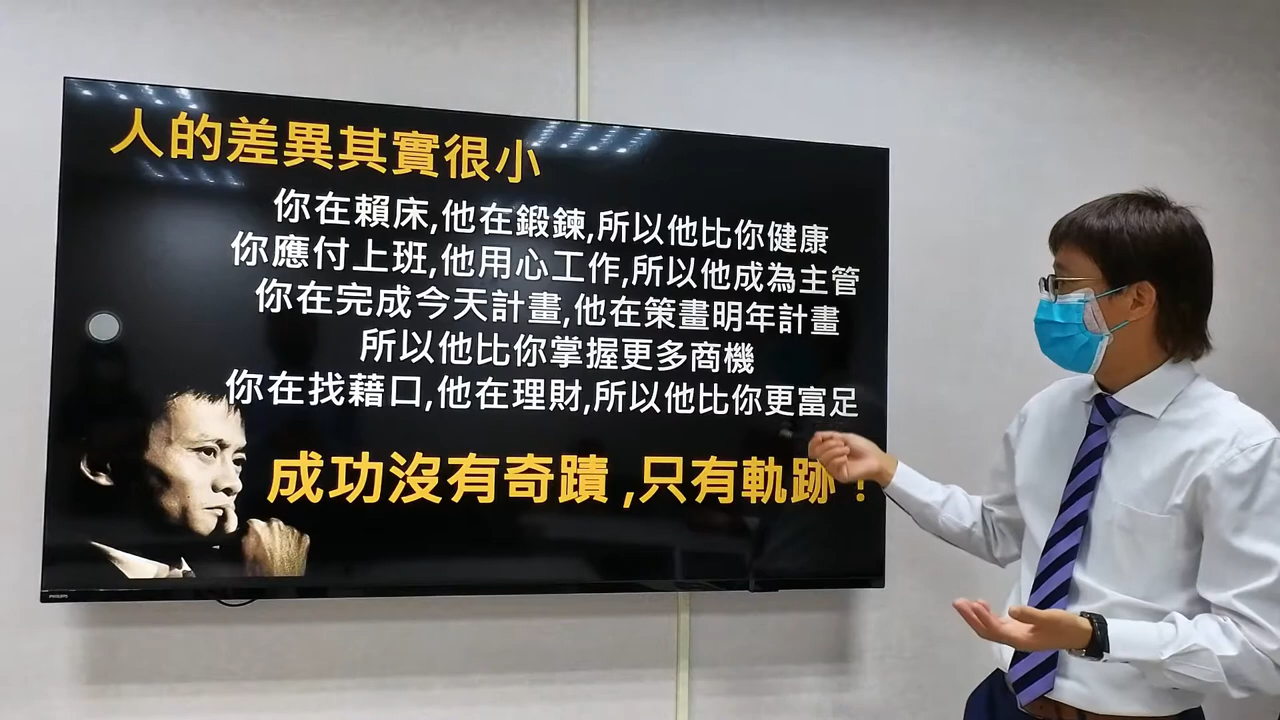 人的差異其實很小
你在賴床,他在鍛鍊,所以他比你健康
你應付上班,他用心工作,所以他成為主管
你在完成今天計畫,他在策畫明年計畫
所以他比你掌握更多商機
你在找藉口,他在理財,所以他比你更富足
成功沒有奇蹟,只有軌跡!
PHILIPS